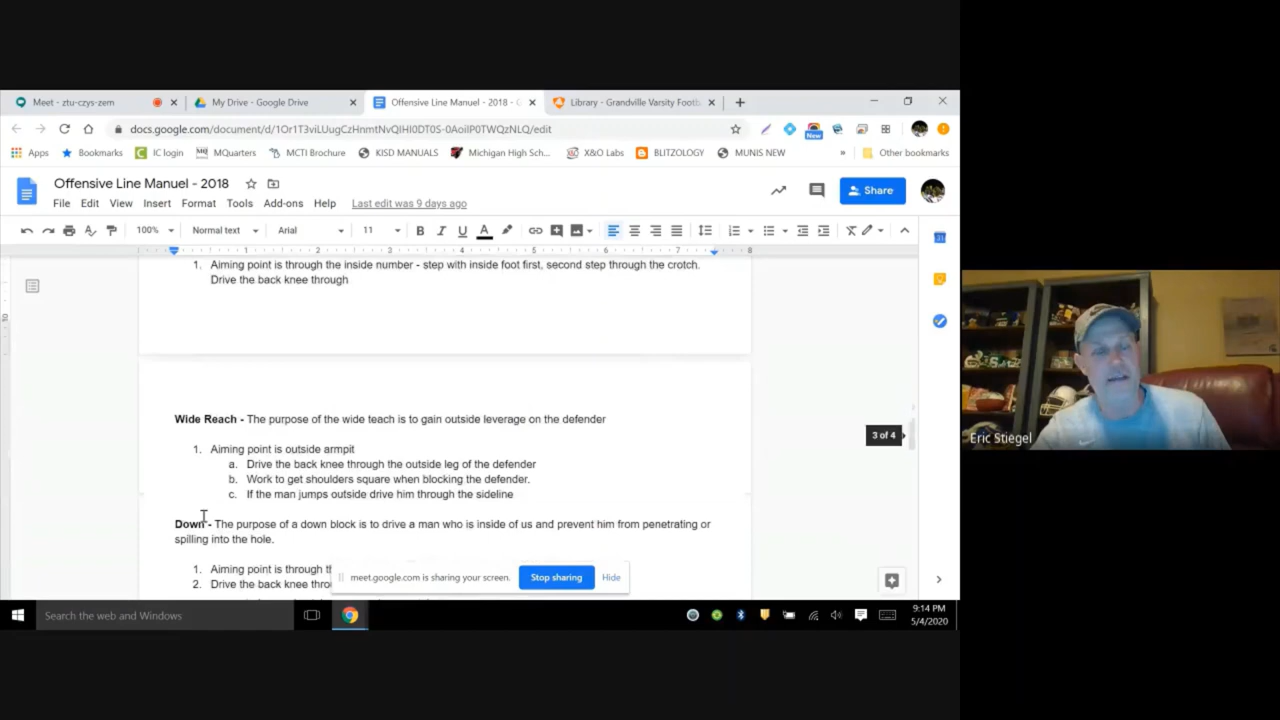 Meet - ztu-czys-zem
My Drive - Google Drive
Offensive Line Manuel - 2018 - G
Library - Grandville Varsity Footb
docs.google.com/document/d/1Or1T3viLUugCzHnmtNvQIHI0DT0S-0AoilP0TWQzNLQ/edit
New
Apps
Bookmarks
IC login
MQuarters
MCTI Brochure
KISD MANUALS
Michigan High Sch...
X&O Labs
BLITZOLOGY
MUNIS NEW
»
Other bookmarks
Offensive Line Manuel - 2018
Share
File Edit View Insert Format Tools Add-ons Help Last edit was 9 days ago
100% Normal text Arial 11 B I U A
1 2 3 4 5 6 7 8
1. Aiming point is through the inside number - step with inside foot first, second step through the crotch.
Drive the back knee through
Wide Reach - The purpose of the wide teach is to gain outside leverage on the defender
3 of 4
Eric Stiegel
1. Aiming point is outside armpit
a. Drive the back knee through the outside leg of the defender
b. Work to get shoulders square when blocking the defender.
c. If the man jumps outside drive him through the sideline
Down - The purpose of a down block is to drive a man who is inside of us and prevent him from penetrating or
spilling into the hole.
1. Aiming point is through th
2. Drive the back knee thro
meet.google.com is sharing your screen. Stop sharing Hide
Search the web and Windows
9:14 PM
5/4/2020